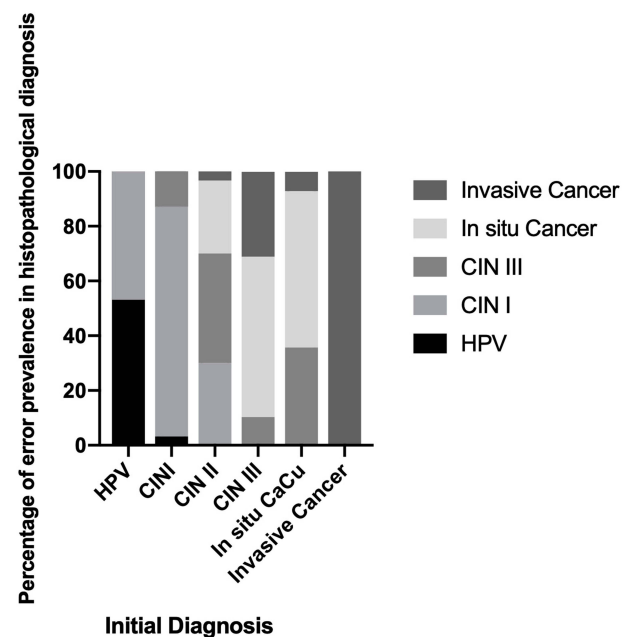 Percentage of error prevalence in histopathological diagnosis
100
80
60
40
20
0
HPV
CINI
CIN II
CIN III
In situ CaCu
Invasive Cancer
Initial Diagnosis
Invasive Cancer
In situ Cancer
CIN III
CIN I
HPV